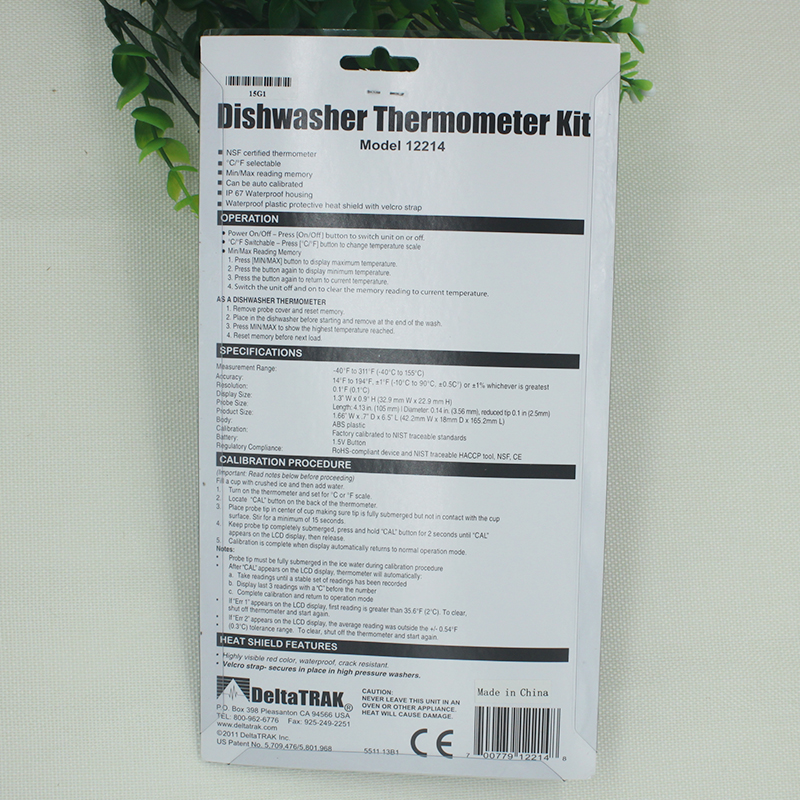 15G1
Dishwasher Thermometer Kit
Model 12214
■ NSF certified thermometer
■ °C/°F selectable
■ Min/Max reading memory
■ Can be auto calibrated
■ IP 67 Waterproof housing
■ Waterproof plastic protective heat shield with velcro strap
OPERATION
• Power On/Off – Press [On/Off] button to switch unit on or off.
• °C/°F Switchable – Press [°C/°F] button to change temperature scale
• Min/Max Reading Memory
1. Press [MIN/MAX] button to display maximum temperature.
2. Press the button again to display minimum temperature.
3. Press the button again to return to current temperature.
4. Switch the unit off and on to clear the memory reading to current temperature.
AS A DISHWASHER THERMOMETER
1. Remove probe cover and reset memory.
2. Place in the dishwasher before starting and remove at the end of the wash.
3. Press MIN/MAX to show the highest temperature reached.
4. Reset memory before next load.
SPECIFICATIONS
Measurement Range: -40°F to 311°F (-40°C to 155°C)
Accuracy: 14°F to 194°F, ±1°F (-10°C to 90°C, ±0.5C°) or ±1% whichever is greatest
Resolution: 0.1°F (0.1°C)
Display Size: 1.3" W x 0.9" H (32.9 mm W x 22.9 mm H)
Probe Size: Length: 4.13 in. (105 mm) | Diameter: 0.14 in. (3.56 mm), reduced tip 0.1 in (2.5mm)
Product Size: 1.66" W x .7" D x 6.5" L (42.2mm W x 18mm D x 165.2mm L)
Body: ABS plastic
Calibration: Factory calibrated to NIST traceable standards
Battery: 1.5V Button
Regulatory Compliance: RoHS-compliant device and NIST traceable HACCP tool, NSF, CE
CALIBRATION PROCEDURE
(Important: Read notes below before proceeding)
Fill a cup with crushed ice and then add water.
1. Turn on the thermometer and set for °C or °F scale.
2. Locate "CAL" button on the back of the thermometer.
3. Place probe tip in center of cup making sure tip is fully submerged but not in contact with the cup
surface. Stir for a minimum of 15 seconds.
4. Keep probe tip completely submerged, press and hold "CAL" button for 2 seconds until "CAL"
appears on the LCD display, then release.
5. Calibration is complete when display automatically returns to normal operation mode.
Notes:
• Probe tip must be fully submerged in the ice water during calibration procedure
• After "CAL" appears on the LCD display, thermometer will automatically:
a. Take readings until a stable set of readings has been recorded
b. Display last 3 readings with a "C" before the number
c. Complete calibration and return to operation mode
• If "Err 1" appears on the LCD display, first reading is greater than 35.6°F (2°C). To clear,
shut off thermometer and start again.
• If "Err 2" appears on the LCD display, the average reading was outside the +/- 0.54°F
(0.3°C) tolerance range. To clear, shut off the thermometer and start again.
HEAT SHIELD FEATURES
• Highly visible red color, waterproof, crack resistant.
• Velcro strap- secures in place in high pressure washers.
DeltaTRAK®
P.O. Box 398 Pleasanton CA 94566 USA
TEL: 800-962-6776 Fax: 925-249-2251
www.deltatrak.com
©2011 DeltaTRAK Inc.
US Patent No. 5,709,476/5,801,968
5511-13B1
CAUTION:
NEVER LEAVE THIS UNIT IN AN
OVEN OR OTHER APPLIANCE.
HEAT WILL CAUSE DAMAGE.
CE
Made in China
7 00779 12214 8